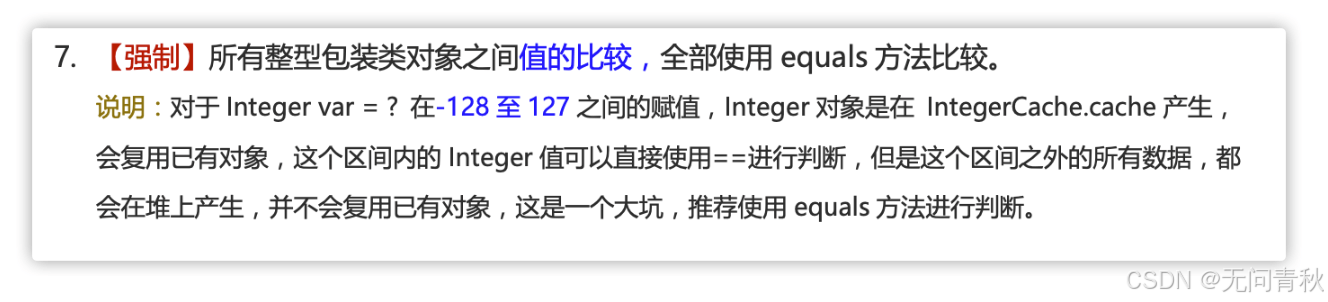 7. 【强制】所有整型包装类对象之间值的比较，全部使用 equals 方法比较。
说明：对于 Integer var = ? 在-128 至 127 之间的赋值，Integer 对象是在 IntegerCache.cache 产生，
会复用已有对象，这个区间内的 Integer 值可以直接使用==进行判断，但是这个区间之外的所有数据，都
会在堆上产生，并不会复用已有对象，这是一个大坑，推荐使用 equals 方法进行判断。
CSDN @无问青秋